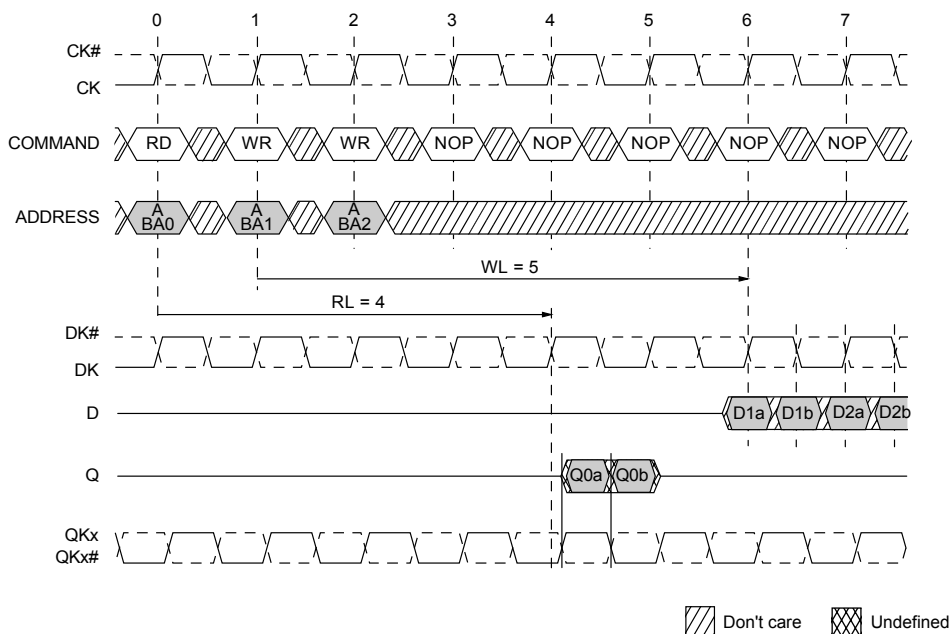 0 1 2 3 4 5 6 7
CK#
CK
COMMAND RD WR WR NOP NOP NOP NOP NOP
ADDRESS A BA0 A BA1 A BA2
WL = 5
RL = 4
DK#
DK
D D1a D1b D2a D2b
Q Q0a Q0b
QKx
QKx#
Don't care Undefined